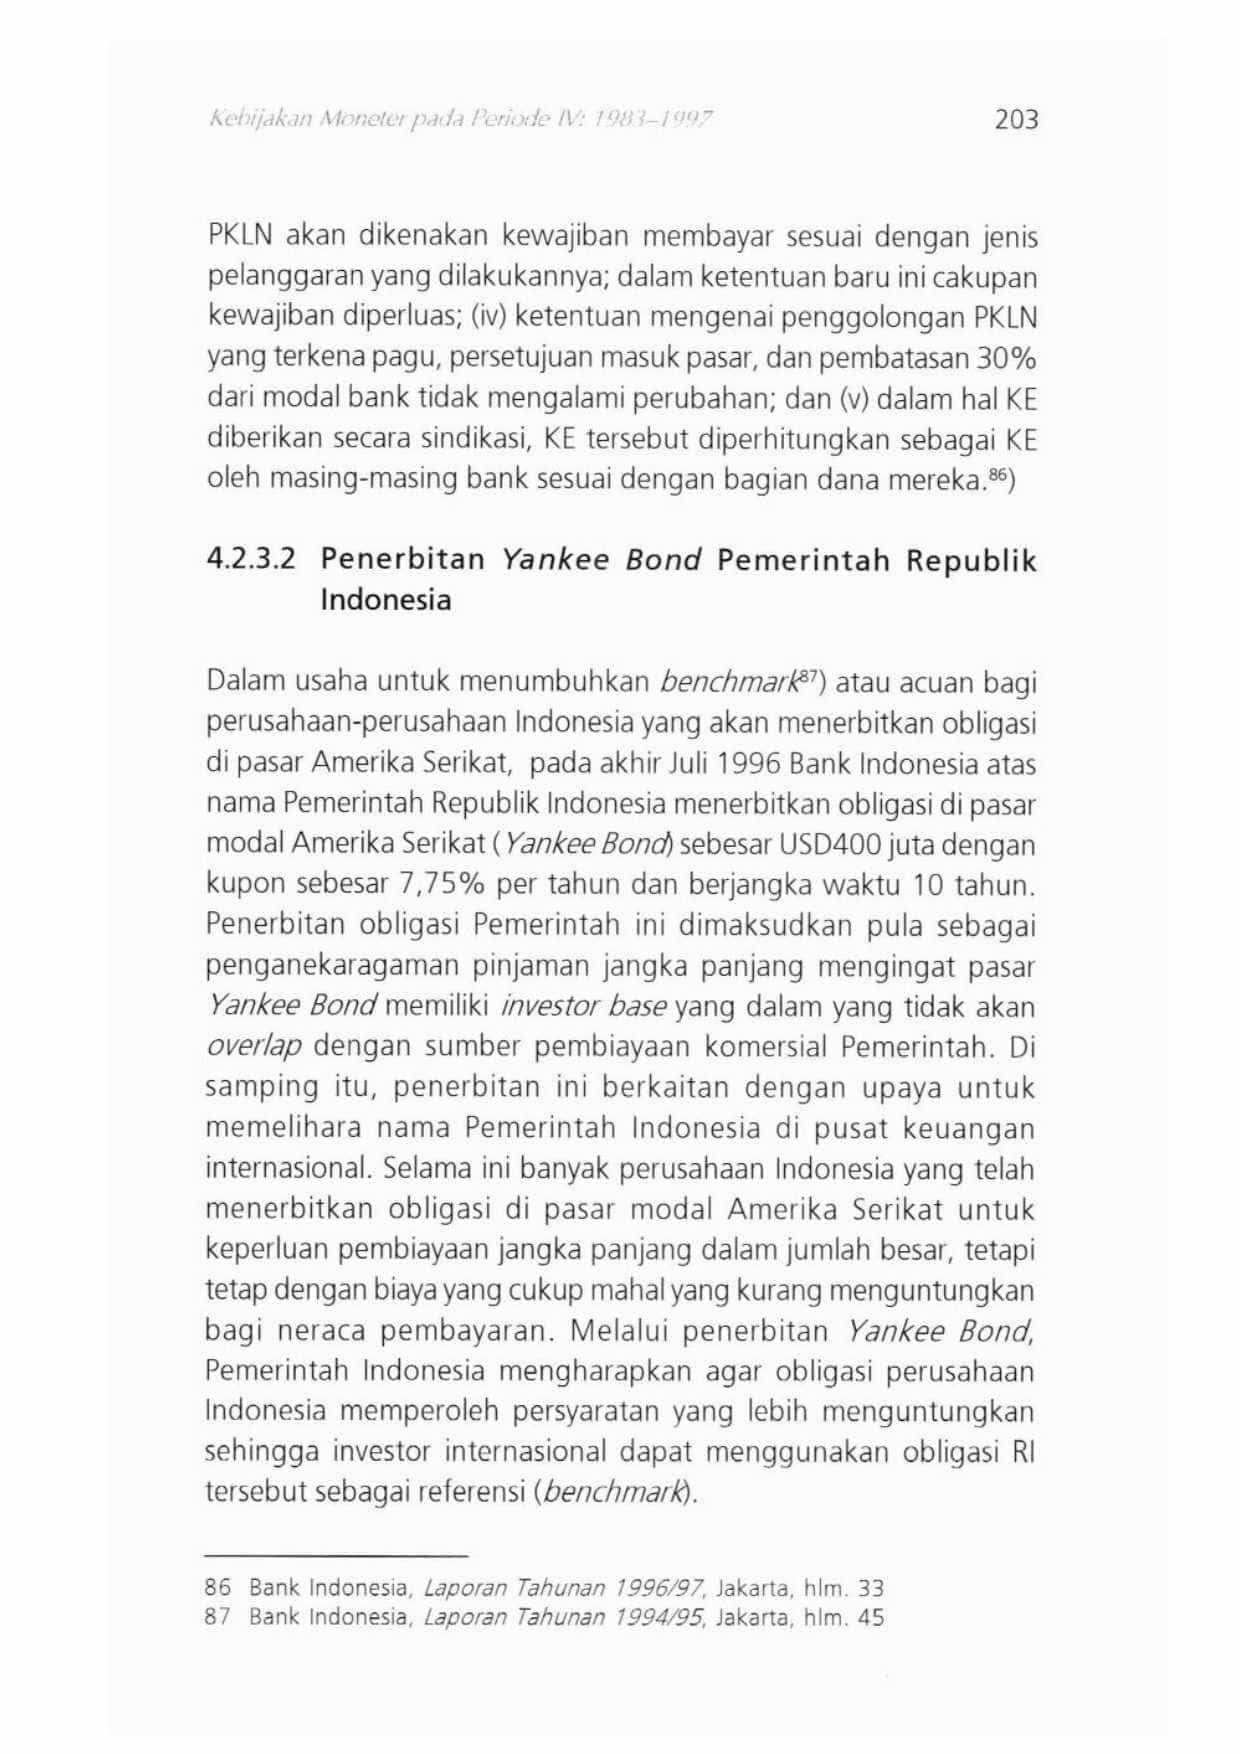 Kebijakan Moneter pada Periode IV: 1983–1997 203
PKLN akan dikenakan kewajiban membayar sesuai dengan jenis
pelanggaran yang dilakukannya; dalam ketentuan baru ini cakupan
kewajiban diperluas; (iv) ketentuan mengenai penggolongan PKLN
yang terkena pagu, persetujuan masuk pasar, dan pembatasan 30%
dari modal bank tidak mengalami perubahan; dan (v) dalam hal KE
diberikan secara sindikasi, KE tersebut diperhitungkan sebagai KE
oleh masing-masing bank sesuai dengan bagian dana mereka.⁸⁶)
4.2.3.2 Penerbitan Yankee Bond Pemerintah Republik
Indonesia
Dalam usaha untuk menumbuhkan benchmark⁸⁷) atau acuan bagi
perusahaan-perusahaan Indonesia yang akan menerbitkan obligasi
di pasar Amerika Serikat, pada akhir Juli 1996 Bank Indonesia atas
nama Pemerintah Republik Indonesia menerbitkan obligasi di pasar
modal Amerika Serikat (Yankee Bond) sebesar USD400 juta dengan
kupon sebesar 7,75% per tahun dan berjangka waktu 10 tahun.
Penerbitan obligasi Pemerintah ini dimaksudkan pula sebagai
penganekaragaman pinjaman jangka panjang mengingat pasar
Yankee Bond memiliki investor base yang dalam yang tidak akan
overlap dengan sumber pembiayaan komersial Pemerintah. Di
samping itu, penerbitan ini berkaitan dengan upaya untuk
memelihara nama Pemerintah Indonesia di pusat keuangan
internasional. Selama ini banyak perusahaan Indonesia yang telah
menerbitkan obligasi di pasar modal Amerika Serikat untuk
keperluan pembiayaan jangka panjang dalam jumlah besar, tetapi
tetap dengan biaya yang cukup mahal yang kurang menguntungkan
bagi neraca pembayaran. Melalui penerbitan Yankee Bond,
Pemerintah Indonesia mengharapkan agar obligasi perusahaan
Indonesia memperoleh persyaratan yang lebih menguntungkan
sehingga investor internasional dapat menggunakan obligasi RI
tersebut sebagai referensi (benchmark).
86 Bank Indonesia, Laporan Tahunan 1996/97, Jakarta, hlm. 33
87 Bank Indonesia, Laporan Tahunan 1994/95, Jakarta, hlm. 45